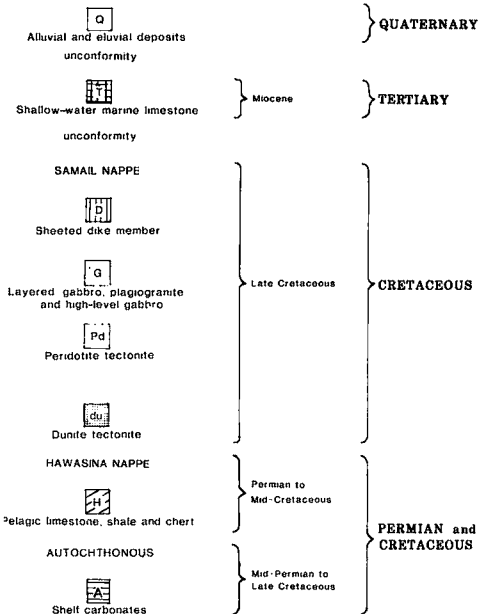 Q
Alluvial and eluvial deposits
QUATERNARY
unconformity
T
Shallow-water marine limestone
Miocene
TERTIARY
unconformity
SAMAIL NAPPE
D
Sheeted dike member
G
Layered gabbro, plagiogranite
and high-level gabbro
Late Cretaceous
CRETACEOUS
Pd
Peridotite tectonite
du
Dunite tectonite
HAWASINA NAPPE
H
Pelagic limestone, shale and chert
Permian to
Mid-Cretaceous
AUTOCHTHONOUS
A
Shelf carbonates
Mid-Permian to
Late Cretaceous
PERMIAN and
CRETACEOUS